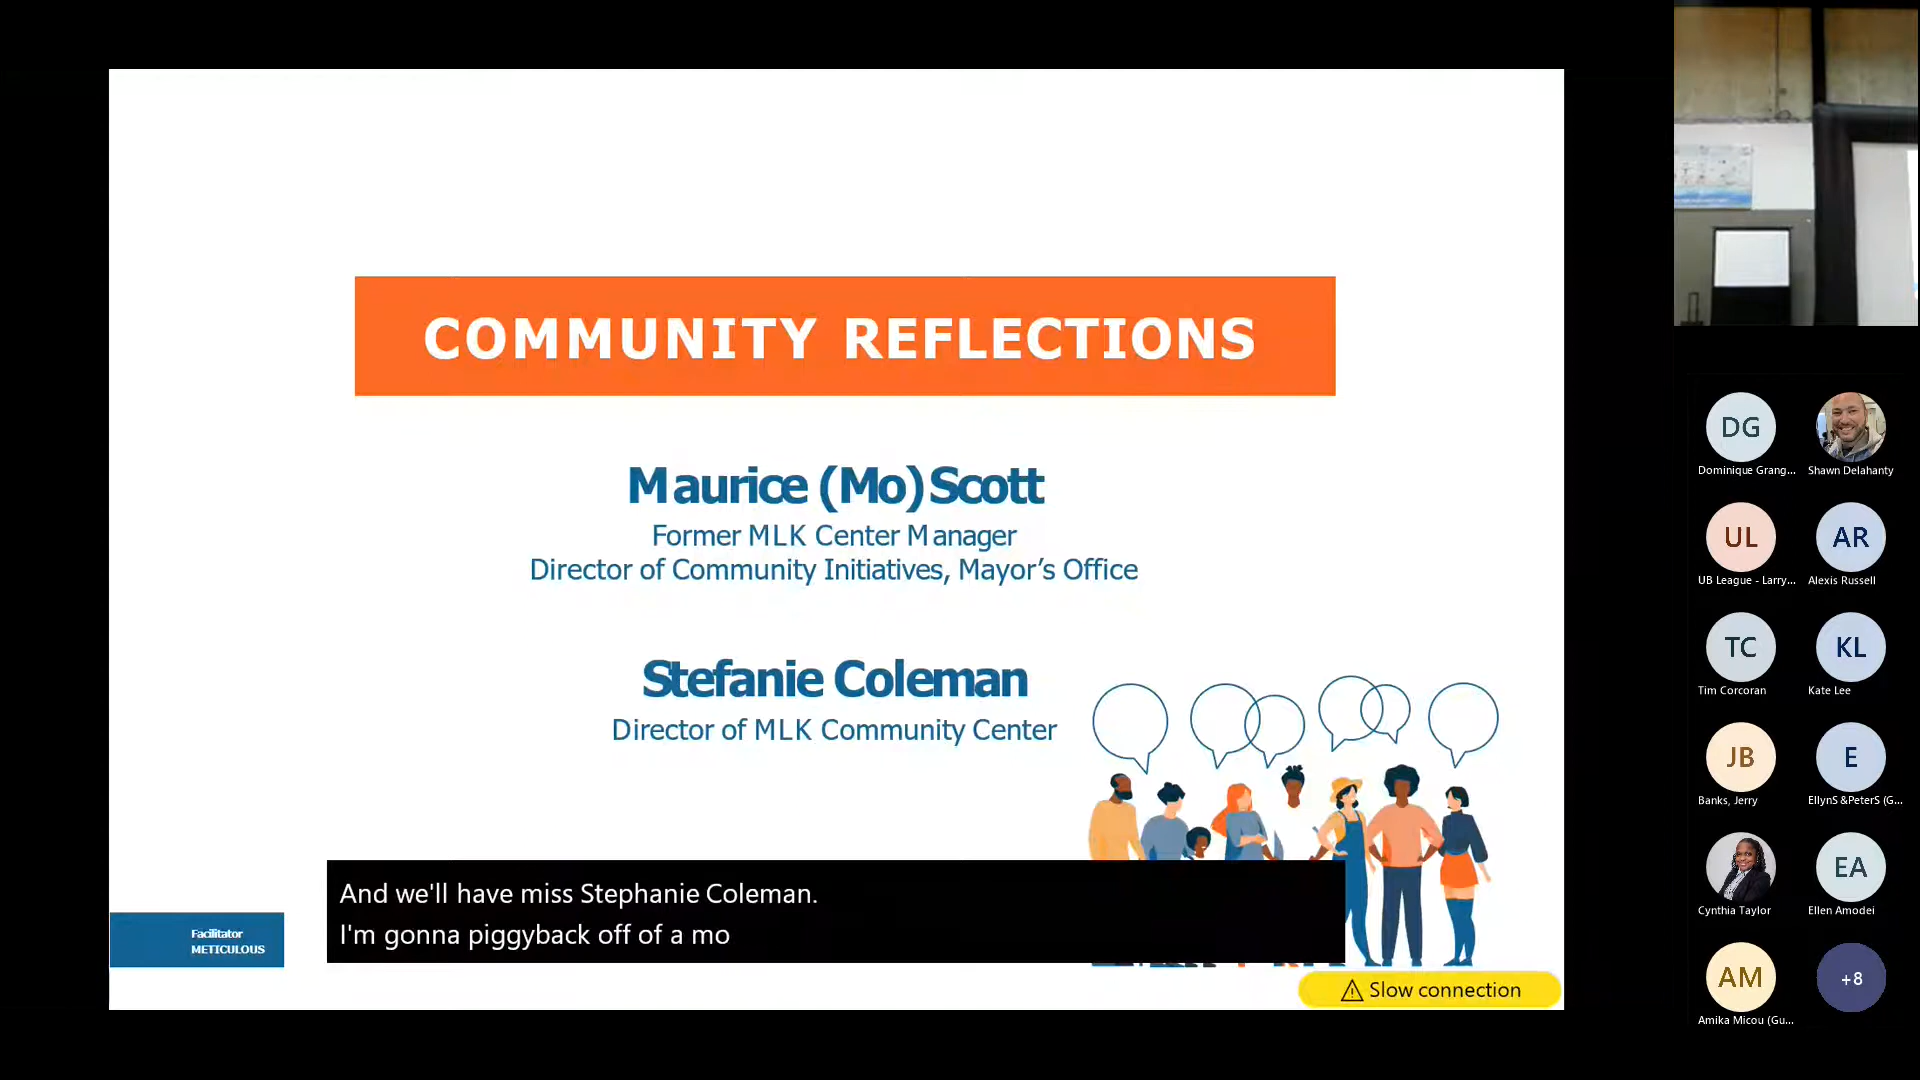 COMMUNITY REFLECTIONS
Maurice (Mo) Scott
Former MLK Center Manager
Director of Community Initiatives, Mayor’s Office
Stefanie Coleman
Director of MLK Community Center
And we'll have miss Stephanie Coleman.
I'm gonna piggyback off of a mo
Facilitator
METICULOUS
Slow connection
DG
Dominique Grang...
Shawn Delahanty
UL
UB League - Larry...
AR
Alexis Russell
TC
Tim Corcoran
KL
Kate Lee
JB
Banks, Jerry
E
EllynS &PeterS (G...
Cynthia Taylor
EA
Ellen Amodei
AM
Amika Micou (Gu...
+8